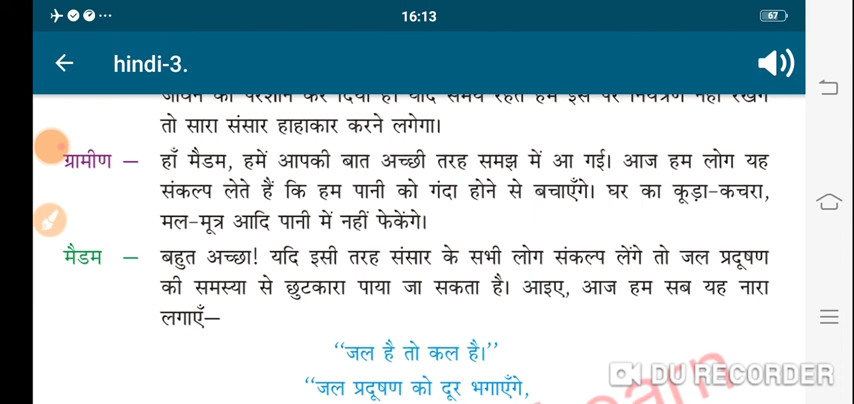 16:13
67
hindi-3.
तो सारा संसार हाहाकार करने लगेगा।
ग्रामीण – हाँ मैडम, हमें आपकी बात अच्छी तरह समझ में आ गई। आज हम लोग यह
संकल्प लेते हैं कि हम पानी को गंदा होने से बचाएँगे। घर का कूड़ा-कचरा,
मल-मूत्र आदि पानी में नहीं फेकेंगे।
मैडम – बहुत अच्छा! यदि इसी तरह संसार के सभी लोग संकल्प लेंगे तो जल प्रदूषण
की समस्या से छुटकारा पाया जा सकता है। आइए, आज हम सब यह नारा
लगाएँ—
“जल है तो कल है।”
“जल प्रदूषण को दूर भगाएँगे,
DU RECORDER